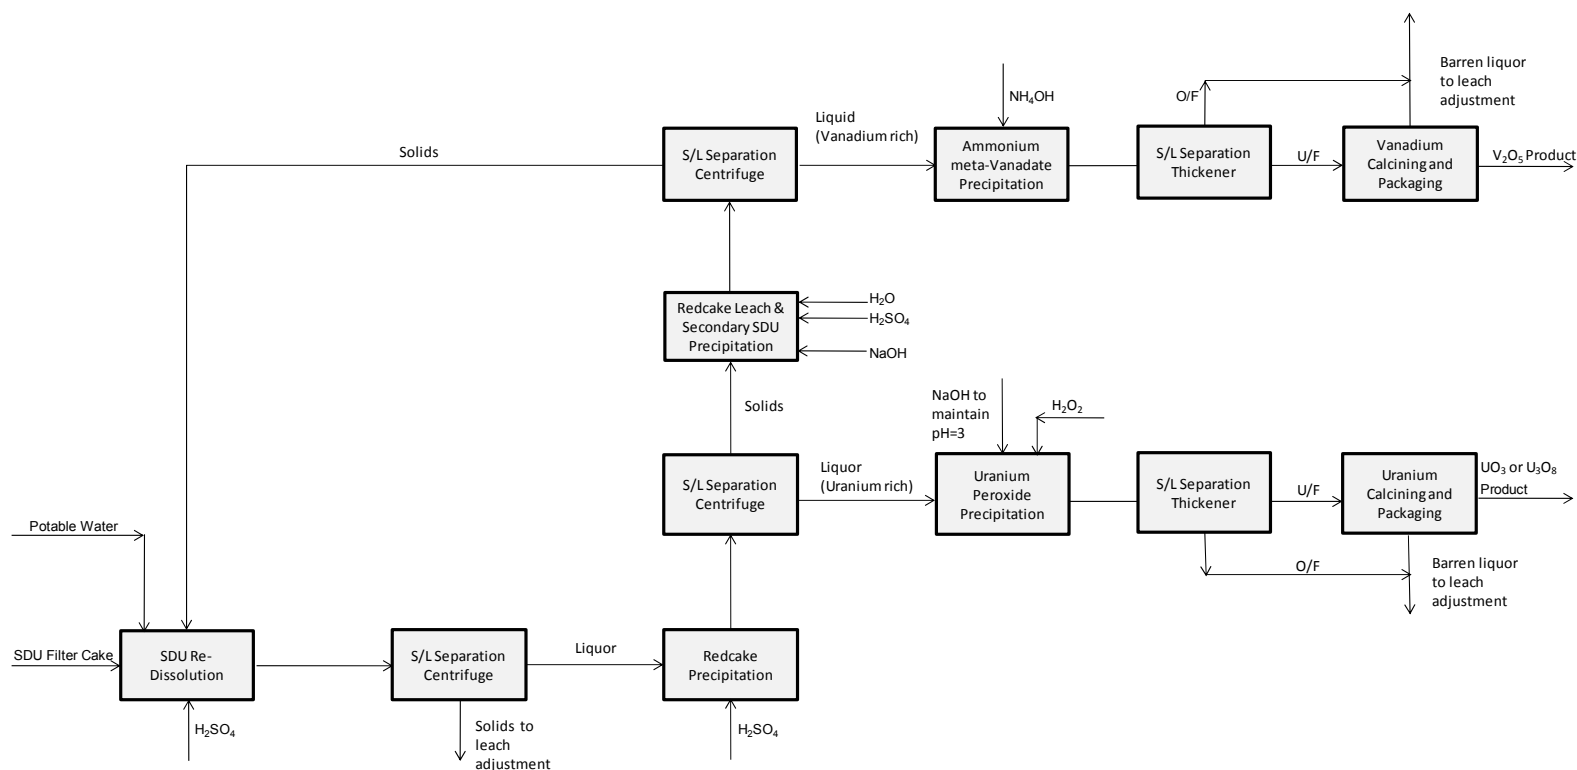 NH₄OH
O/F
Barren liquor
to leach
adjustment
Liquid
(Vanadium rich)
Solids
S/L Separation
Centrifuge
Ammonium
meta-Vanadate
Precipitation
S/L Separation
Thickener
U/F
Vanadium
Calcining and
Packaging
V₂O₅ Product
Redcake Leach &
Secondary SDU
Precipitation
H₂O
H₂SO₄
NaOH
Solids
NaOH to
maintain
pH=3
H₂O₂
S/L Separation
Centrifuge
Liquor
(Uranium rich)
Uranium
Peroxide
Precipitation
S/L Separation
Thickener
U/F
Uranium
Calcining and
Packaging
UO₃ or U₃O₈
Product
O/F
Barren liquor
to leach
adjustment
Potable Water
SDU Filter Cake
SDU Re-
Dissolution
H₂SO₄
S/L Separation
Centrifuge
Solids to
leach
adjustment
Liquor
Redcake
Precipitation
H₂SO₄